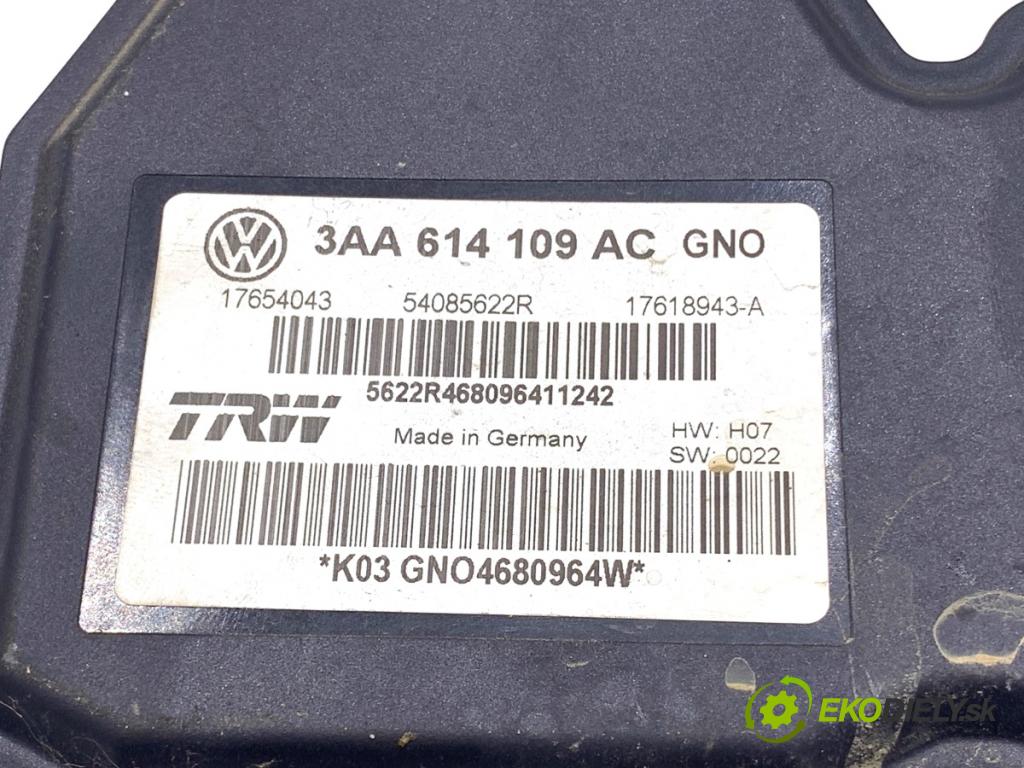 3AA 614 109 AC GNO
17654043 54085622R 17618943-A
5622R468096411242
TRW
Made in Germany
HW: H07
SW: 0022
*K03 GNO4680964W*
EKODIELY.sk